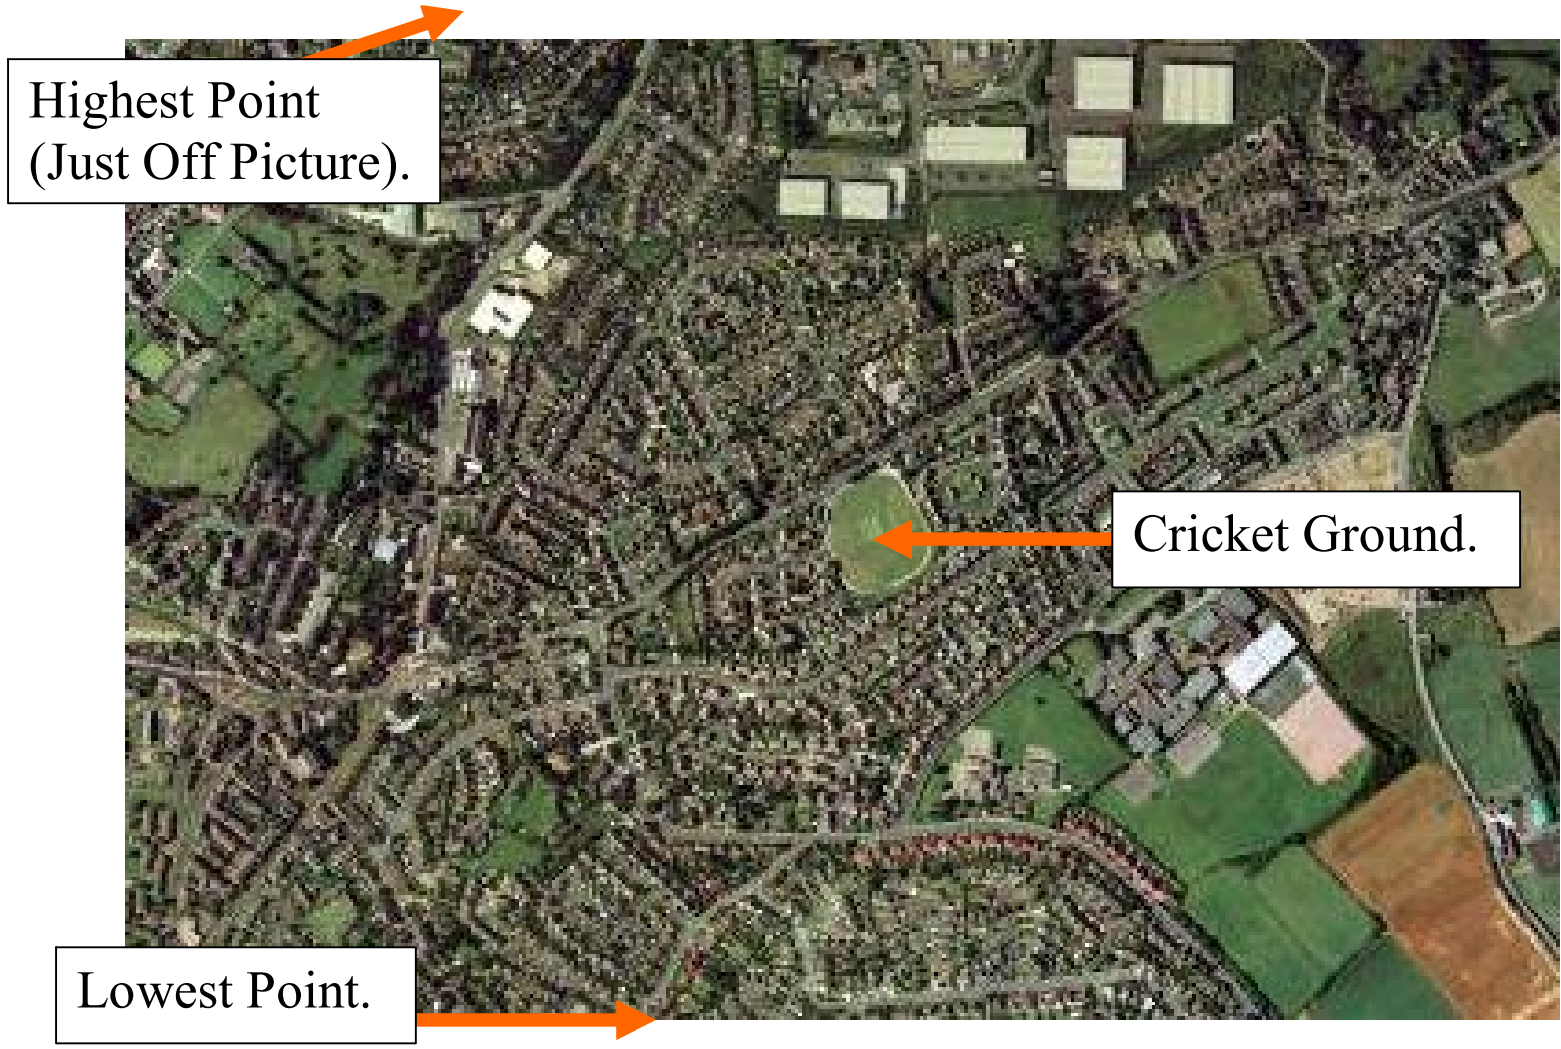 Highest Point
(Just Off Picture).
Cricket Ground.
Lowest Point.